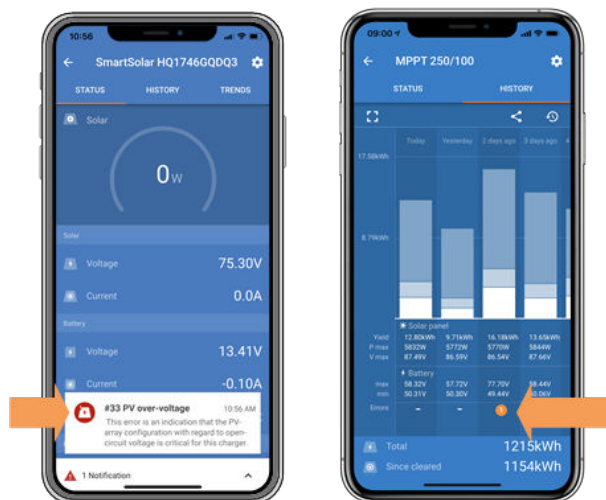 10:56
SmartSolar HQ1746GQDQ3
STATUS HISTORY TRENDS
Solar
0W
Solar
Voltage 75.30V
Current 0.0A
Battery
Voltage 13.41V
Current -0.10A
#33 PV over-voltage 10:56 AM
This error is an indication that the PV-
array configuration with regard to open-
circuit voltage is critical for this charger.
1 Notification
09:00
MPPT 250/100
STATUS HISTORY
Today Yesterday 2 days ago 3 days ago
17.58kWh
8.79kWh
Solar panel
Yield 12.80kWh 9.71kWh 16.18kWh 13.65kWh
P max 5832W 5772W 5770W 5844W
V max 87.49V 86.59V 86.54V 87.66V
Battery
max 58.32V 57.72V 77.70V 58.44V
min 50.31V 50.30V 49.44V
Errors - - 1
Total 1215kWh
Since cleared 1154kWh